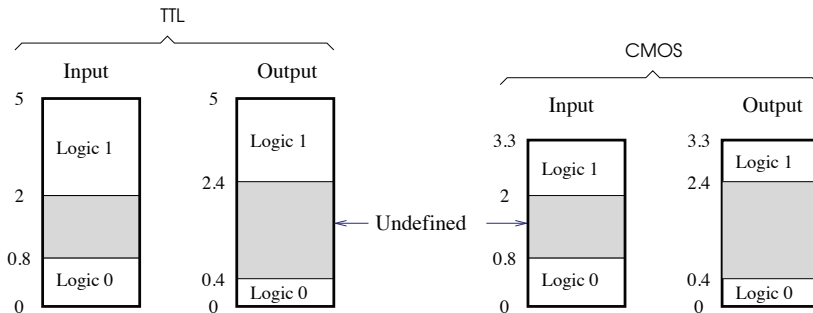 TTL
Input
Output
5
Logic 1
2
0.8
Logic 0
0
5
Logic 1
2.4
0.4
Logic 0
0
Undefined
CMOS
Input
Output
3.3
Logic 1
2
0.8
Logic 0
0
3.3
Logic 1
2.4
0.4
Logic 0
0